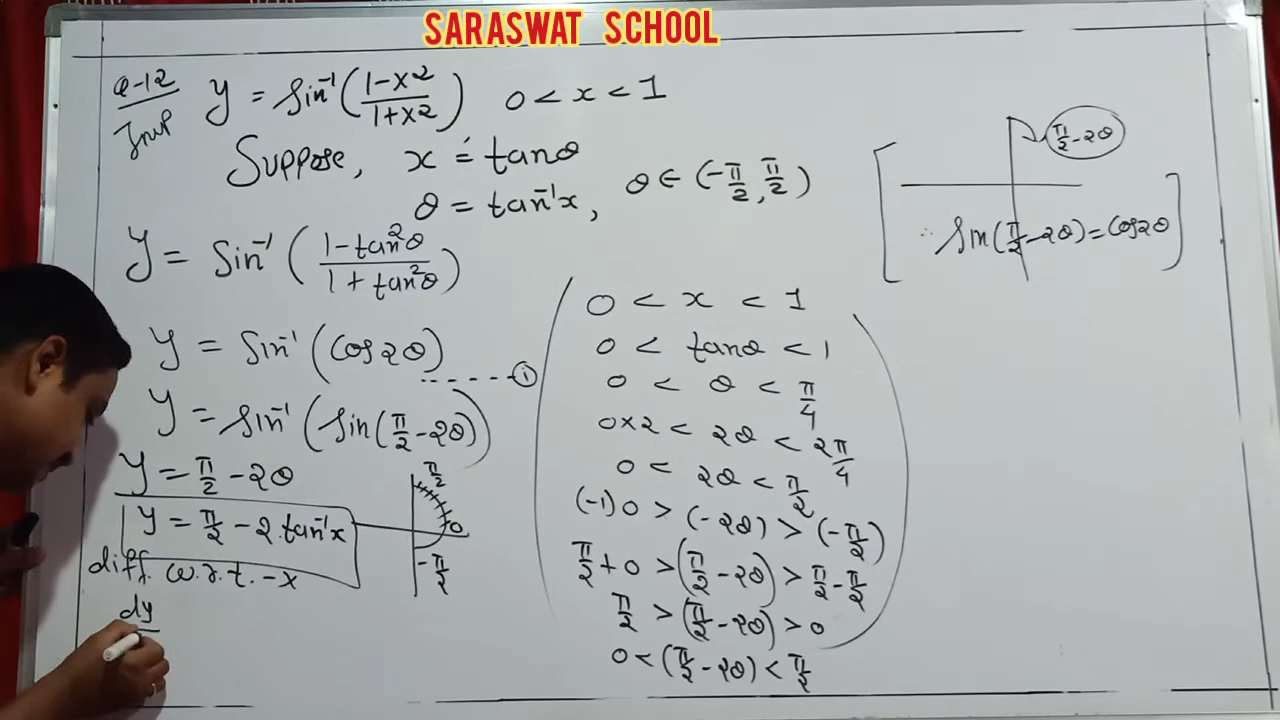 SARASWAT SCHOOL
Q-12
Imp
y = Sin⁻¹(1-x²/1+x²) 0 < x < 1
Suppose, x = tanθ
θ = tan⁻¹x, θ ∈ (-π/2, π/2)
y = Sin⁻¹(1-tan²θ/1+tan²θ)
y = Sin⁻¹(Cos2θ) ------①
y = Sin⁻¹(Sin(π/2-2θ))
y = π/2-2θ
y = π/2-2.tan⁻¹x
diff. w.r.t.-x
dy
π/2
0
-π/2
0 < x < 1
0 < tanθ < 1
0 < θ < π/4
0×2 < 2θ < 2π/4
0 < 2θ < π/2
(-1)0 > (-2θ) > (-π/2)
π/2+0 > (π/2-2θ) > π/2-π/2
π/2 > (π/2-2θ) > 0
0 < (π/2-2θ) < π/2
π/2-2θ
∴ Sin(π/2-2θ)=Cos2θ